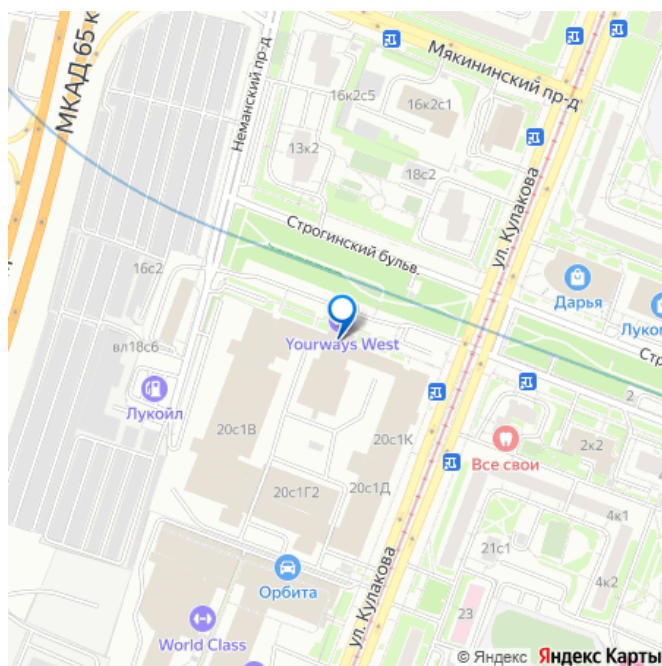 МКАД 65 к
Неманский пр-д
Мякининский пр-д
16к2с5
16к2с1
13к2
18с2
ул. Кулакова
Строгинский бульв.
16с2
Дарья
Луком
Yourways West
Стр
вл18с6
Лукойл
2
20с1В
20с1К
2к2
Все свои
20с1Г2
20с1Д
4к1
21с1
Орбита
4к2
ул. Кулакова
23
World Class
© Яндекс Яндекс Карты